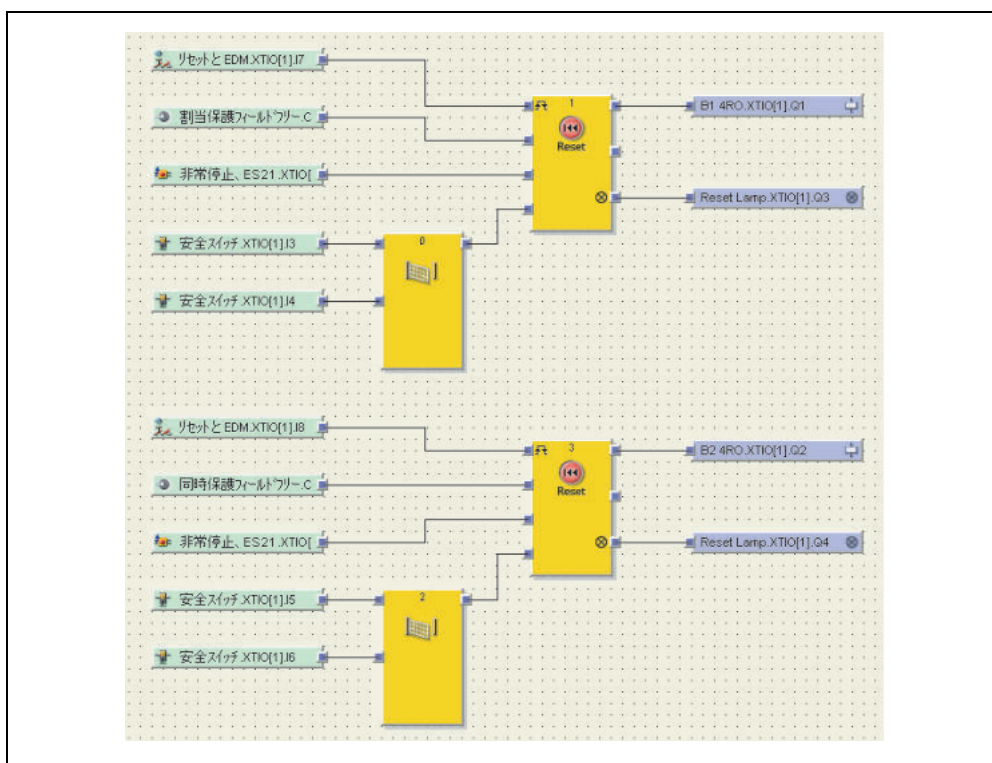 リセットと EDM.XTIO[1].I7
割当保護フィールドフリー.C
非常停止、ES21.XTIO[
安全スイッチ.XTIO[1].I3
安全スイッチ.XTIO[1].I4
0
1
Reset
B1 4RO.XTIO[1].Q1
Reset Lamp.XTIO[1].Q3
リセットと EDM.XTIO[1].I8
同時保護フィールドフリー.C
非常停止、ES21.XTIO[
安全スイッチ.XTIO[1].I5
安全スイッチ.XTIO[1].I6
2
3
Reset
B2 4RO.XTIO[1].Q2
Reset Lamp.XTIO[1].Q4